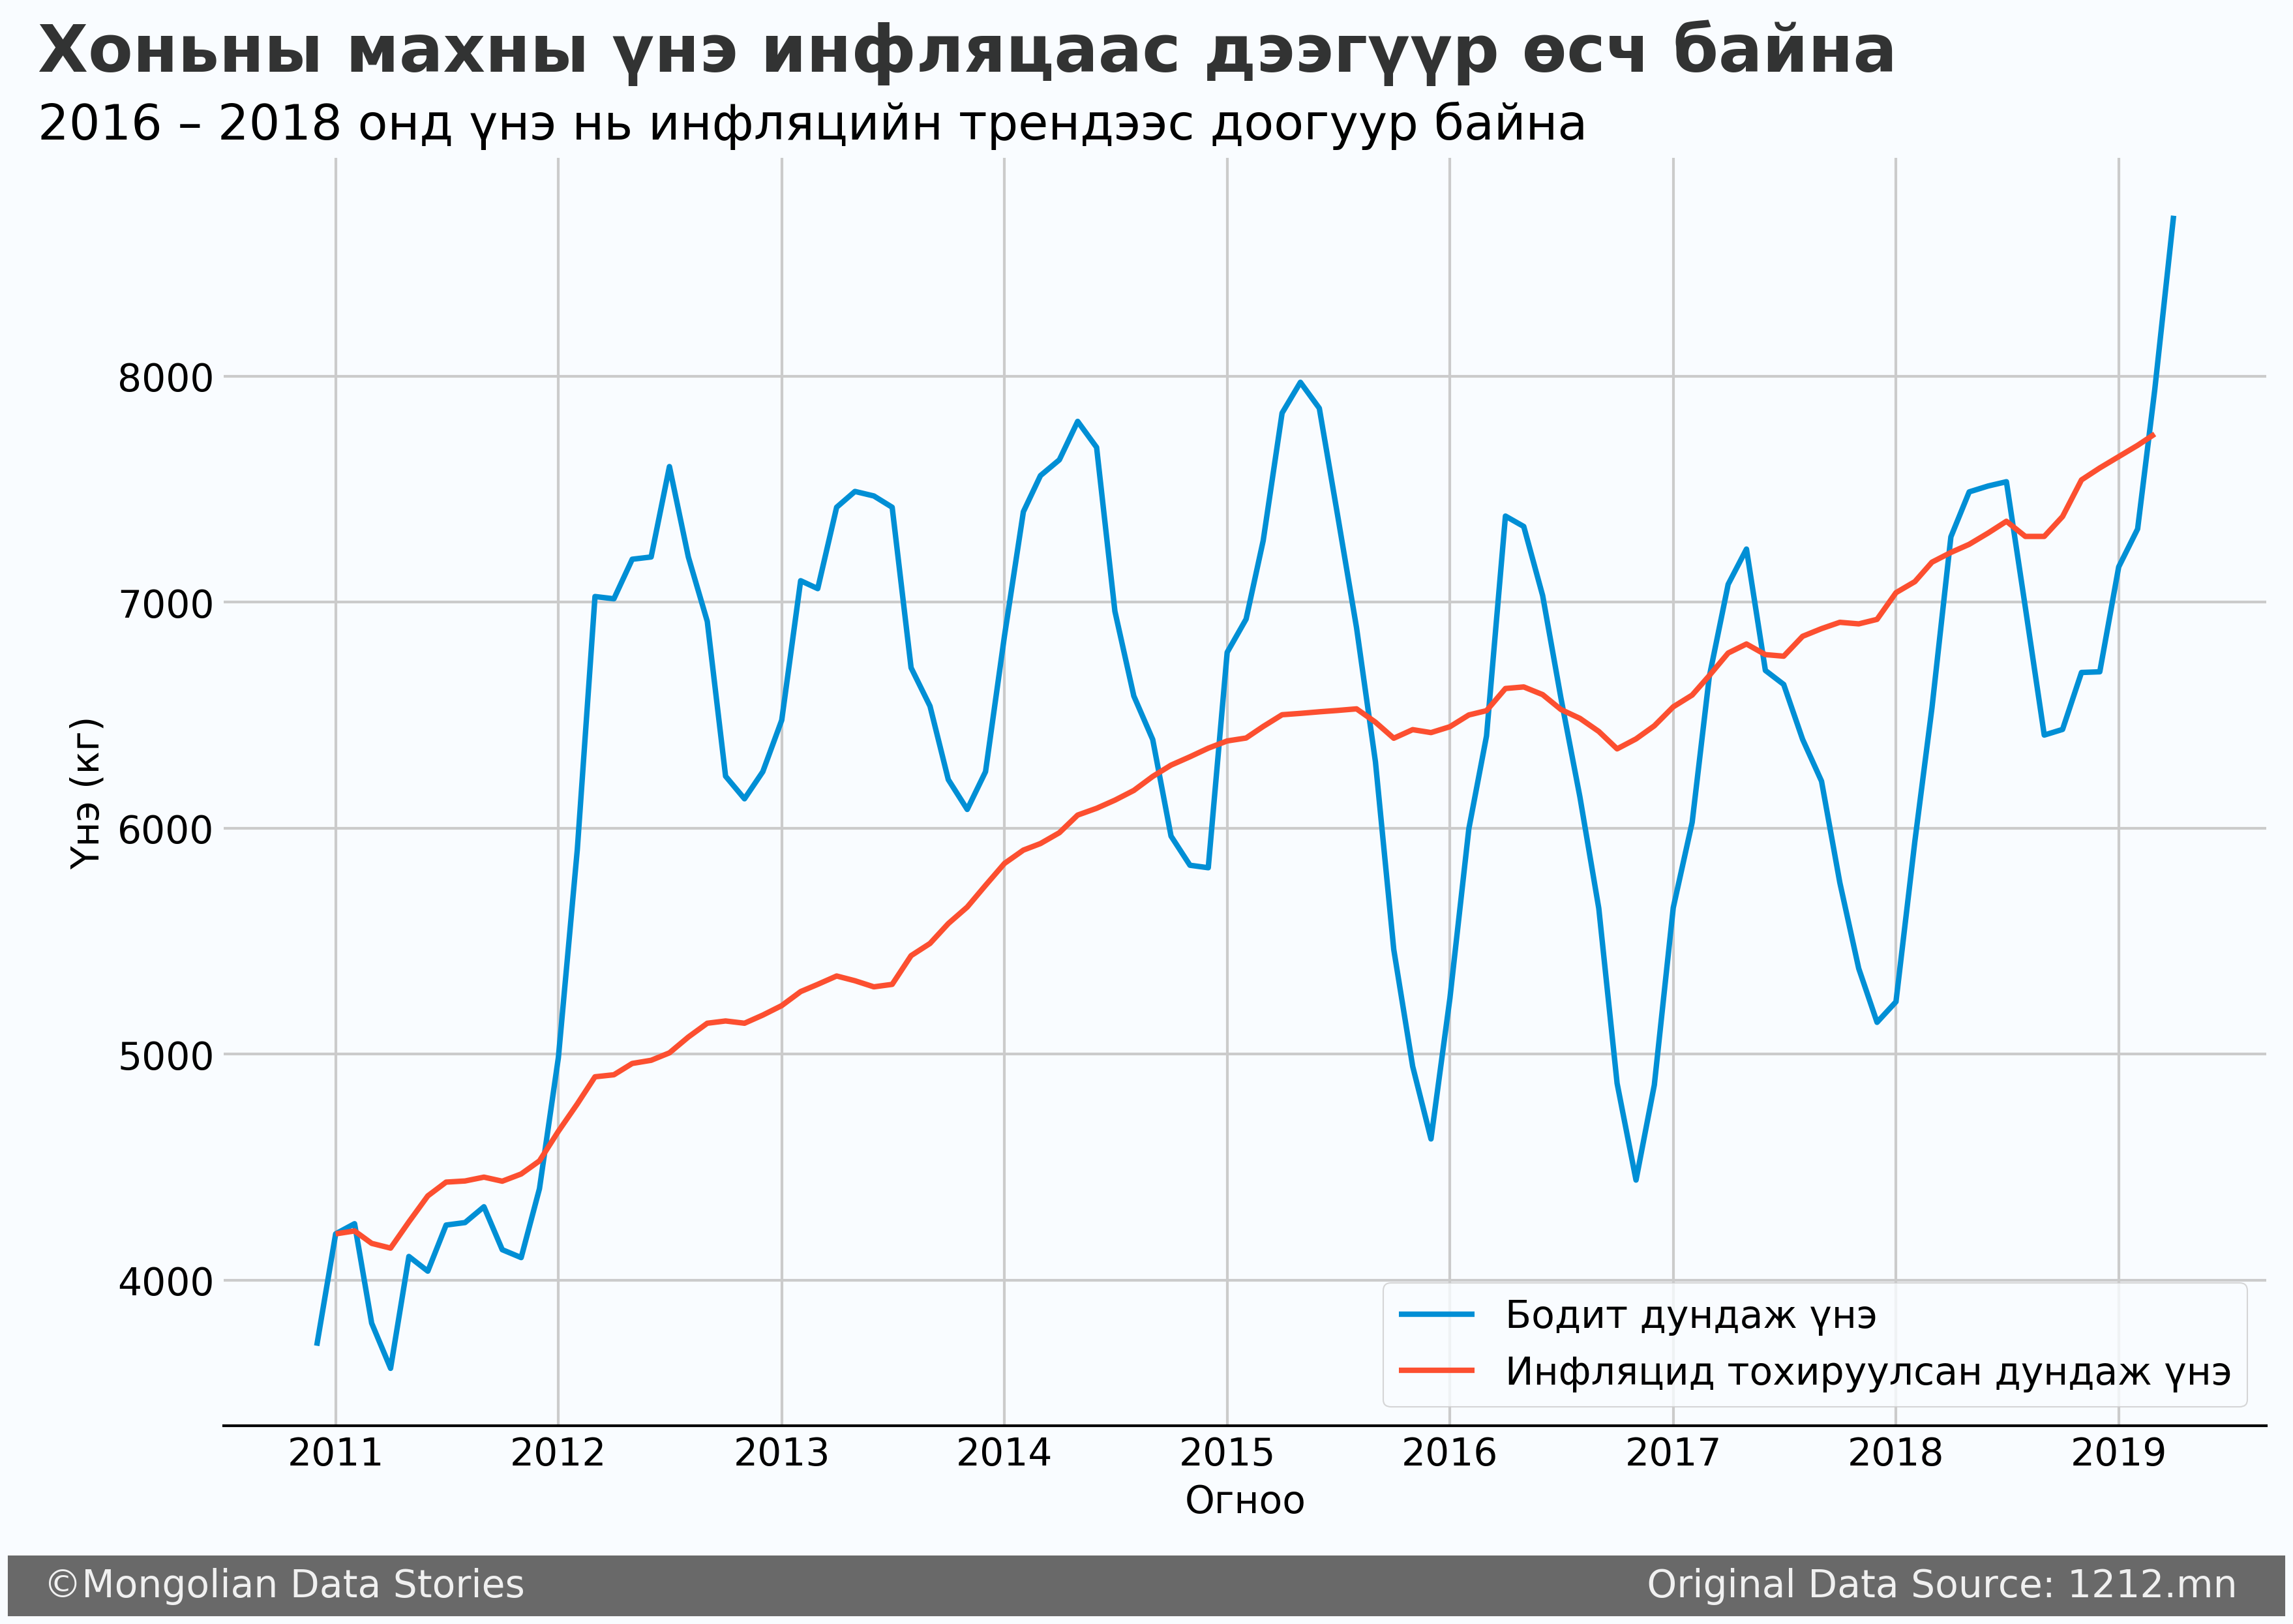 Хоньны махны үнэ инфляцаас дээгүүр өсч байна
2016 – 2018 онд үнэ нь инфляцийн трендээс доогуур байна
8000
7000
6000
5000
4000
Үнэ (кг)
Бодит дундаж үнэ
Инфляцид тохируулсан дундаж үнэ
2011 2012 2013 2014 2015 2016 2017 2018 2019
Огноо
©Mongolian Data Stories
Original Data Source: 1212.mn